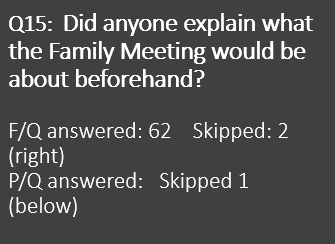 Q15:  Did anyone explain what
the Family Meeting would be
about beforehand?
F/Q answered: 62    Skipped: 2
(right)
P/Q answered:   Skipped 1
(below)